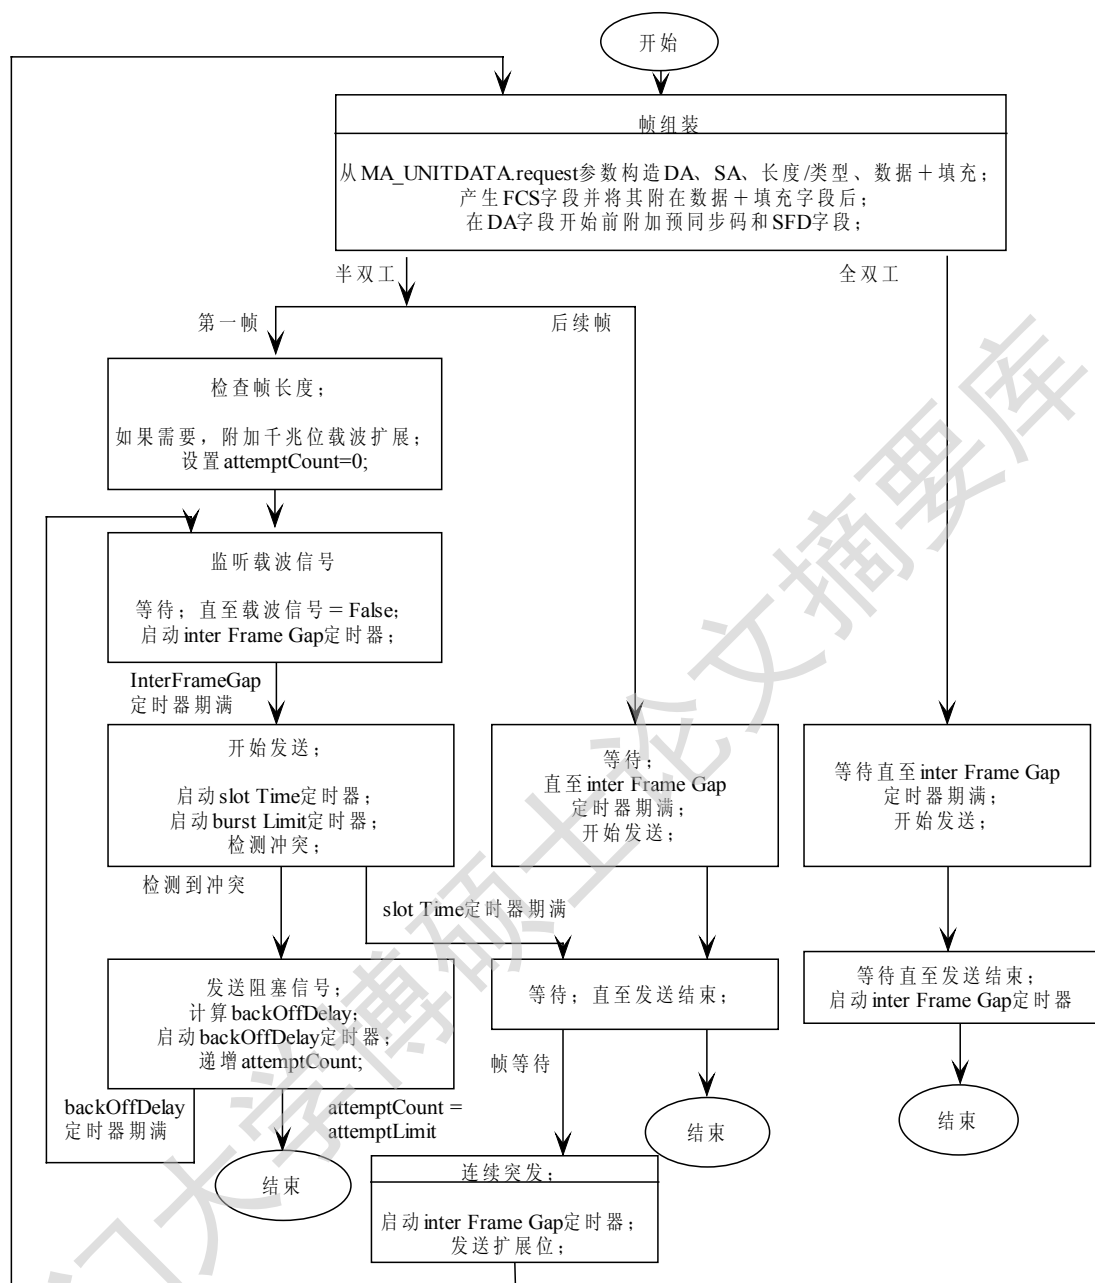 开始
帧组装
从MA_UNITDATA.request参数构造DA、SA、长度/类型、数据+填充；
产生FCS字段并将其附在数据+填充字段后；
在DA字段开始前附加预同步码和SFD字段；
半双工
全双工
第一帧
后续帧
检查帧长度；
如果需要，附加千兆位载波扩展；
设置attemptCount=0;
监听载波信号
等待；直至载波信号＝False；
启动inter Frame Gap定时器；
InterFrameGap
定时器期满
开始发送；
启动slot Time定时器；
启动burst Limit定时器；
检测冲突；
等待；
直至inter Frame Gap
定时器期满；
开始发送；
等待直至inter Frame Gap
定时器期满；
开始发送；
检测到冲突
slot Time定时器期满
发送阻塞信号；
计算backOffDelay；
启动backOffDelay定时器；
递增attemptCount;
等待；直至发送结束；
等待直至发送结束；
启动inter Frame Gap定时器
帧等待
backOffDelay
定时器期满
attemptCount =
attemptLimit
结束
结束
结束
连续突发；
启动inter Frame Gap定时器；
发送扩展位；
门大学博硕士论文摘要库